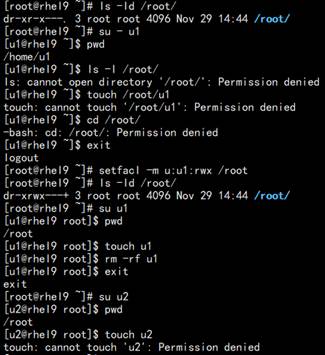 [root@rhel9 ~]# ls -ld /root/
dr-xr-x---. 3 root root 4096 Nov 29 14:44 /root/
[root@rhel9 ~]# su - u1
[u1@rhel9 ~]$ pwd
/home/u1
[u1@rhel9 ~]$ ls -l /root/
ls: cannot open directory '/root/': Permission denied
[u1@rhel9 ~]$ touch /root/u1
touch: cannot touch '/root/u1': Permission denied
[u1@rhel9 ~]$ cd /root/
-bash: cd: /root/: Permission denied
[u1@rhel9 ~]$ exit
logout
[root@rhel9 ~]# setfacl -m u:u1:rwx /root
[root@rhel9 ~]# ls -ld /root/
dr-xrwx---+ 3 root root 4096 Nov 29 14:44 /root/
[root@rhel9 ~]# su u1
[u1@rhel9 root]$ pwd
/root
[u1@rhel9 root]$ touch u1
[u1@rhel9 root]$ rm -rf u1
[u1@rhel9 root]$ exit
exit
[root@rhel9 ~]# su u2
[u2@rhel9 root]$ pwd
/root
[u2@rhel9 root]$ touch u2
touch: cannot touch 'u2': Permission denied